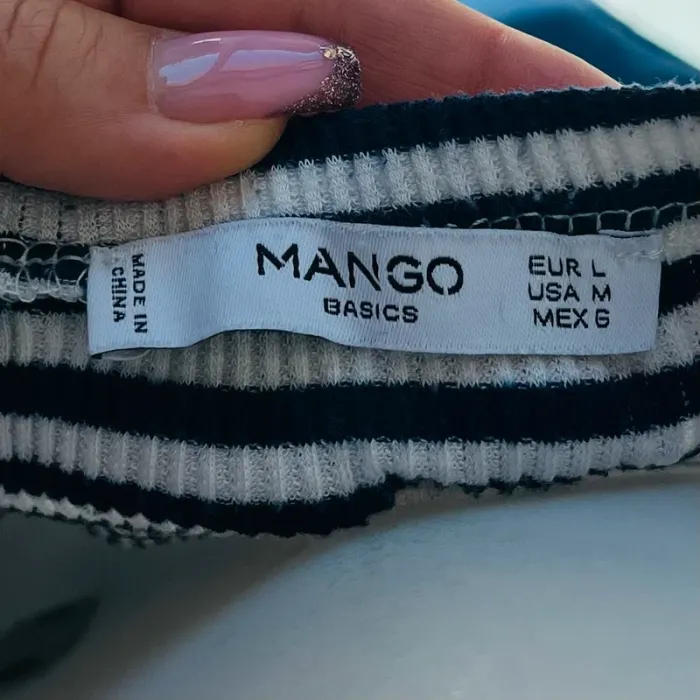 MADE IN
CHINA
MANGO
BASICS
EUR L
USA M
MEX G